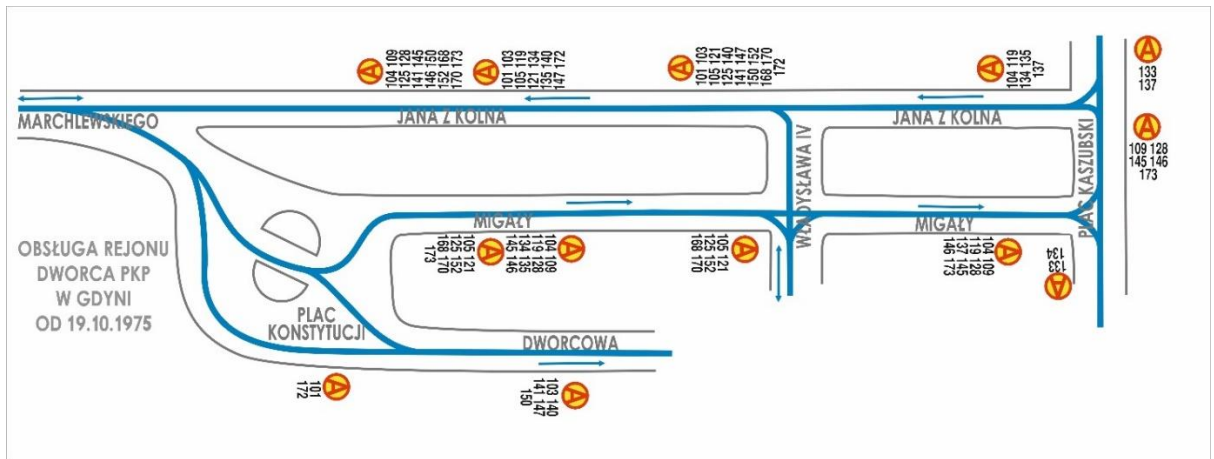 A
104 109
125 128
141 145
146 150
152 168
170 173
A
101 103
105 119
121 134
135 140
147 172
A
101 103
105 121
125 140
141 147
150 152
168 170
172
A
104 119
134 135
137
A
133
137
MARCHLEWSKIEGO
JANA Z KOLNA
JANA Z KOLNA
A
109 128
145 146
173
WŁADYSŁAWA IV
PLAC KASZUBSKI
MIGAŁY
MIGAŁY
OBSŁUGA REJONU
DWORCA PKP
W GDYNI
OD 19.10.1975
A
105 121
125 152
168 170
173
A
104 109
119 128
134 135
145 146
A
105 121
125 152
168 170
A
104 109
119 128
137 145
146 173
A
133
134
PLAC
KONSTYTUCJI
DWORCOWA
A
101
172
A
103 140
141 147
150